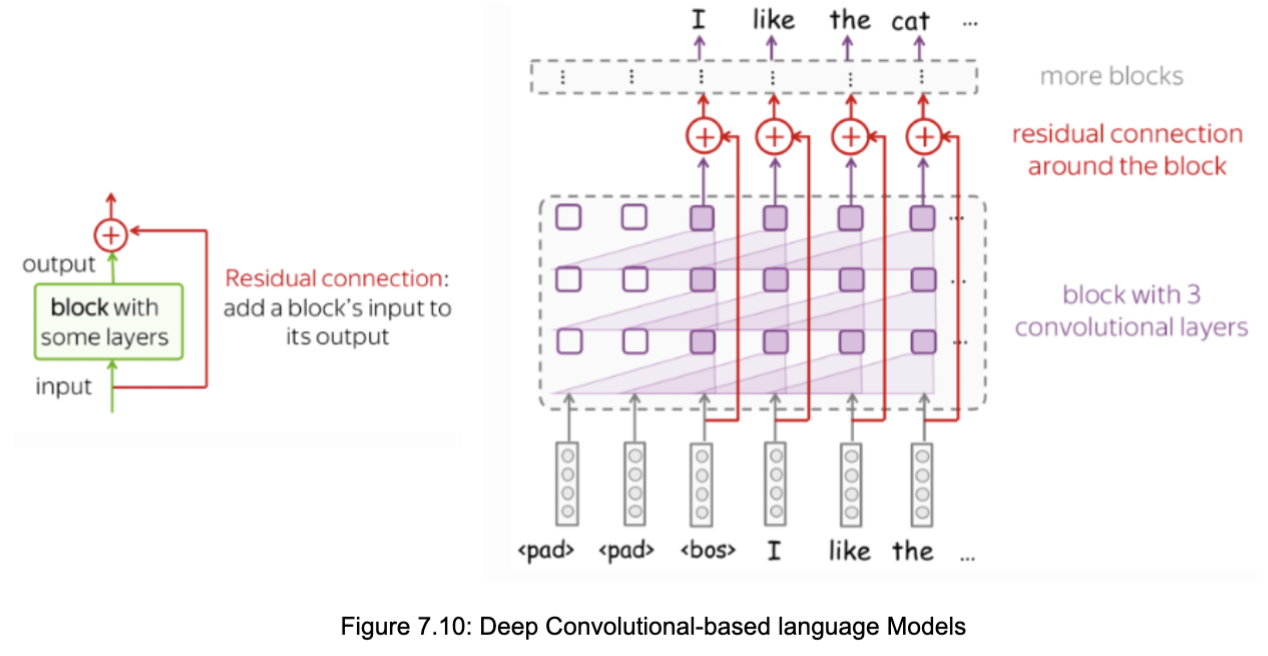 I like the cat ...
more blocks
residual connection
around the block
output
block with
some layers
input
Residual connection:
add a block's input to
its output
block with 3
convolutional layers
<pad> <pad> <bos> I like the ...
Figure 7.10: Deep Convolutional-based language Models